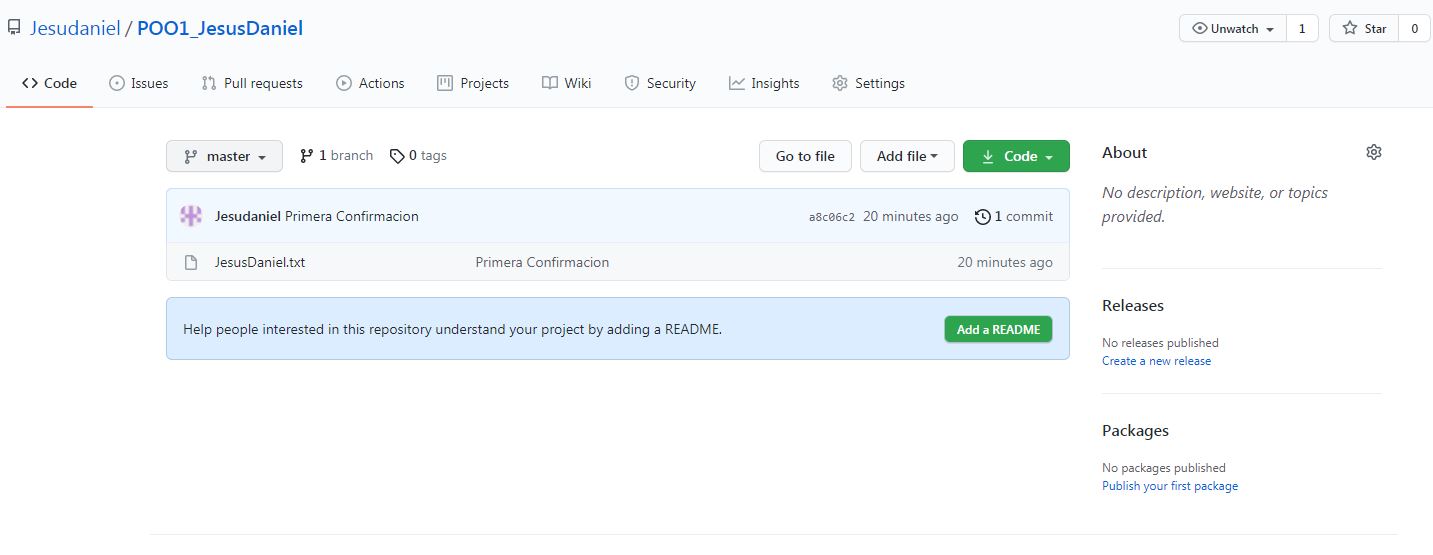 Jesudaniel / POO1_JesusDaniel
Unwatch 1 Star 0
Code Issues Pull requests Actions Projects Wiki Security Insights Settings
master 1 branch 0 tags Go to file Add file Code
Jesudaniel Primera Confirmacion a8c06c2 20 minutes ago 1 commit
JesusDaniel.txt Primera Confirmacion 20 minutes ago
Help people interested in this repository understand your project by adding a README. Add a README
About
No description, website, or topics
provided.
Releases
No releases published
Create a new release
Packages
No packages published
Publish your first package